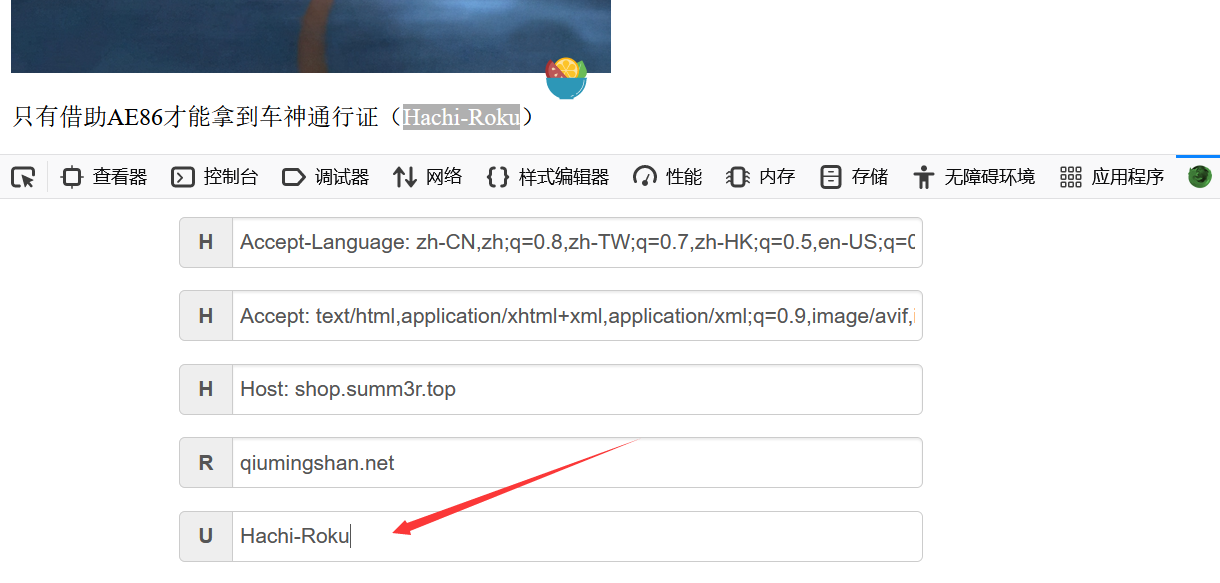 只有借助AE86才能拿到车神通行证（Hachi-Roku）
查看器 控制台 调试器 网络 样式编辑器 性能 内存 存储 无障碍环境 应用程序
H Accept-Language: zh-CN,zh;q=0.8,zh-TW;q=0.7,zh-HK;q=0.5,en-US;q=0
H Accept: text/html,application/xhtml+xml,application/xml;q=0.9,image/avif,i
H Host: shop.summ3r.top
R qiumingshan.net
U Hachi-Roku